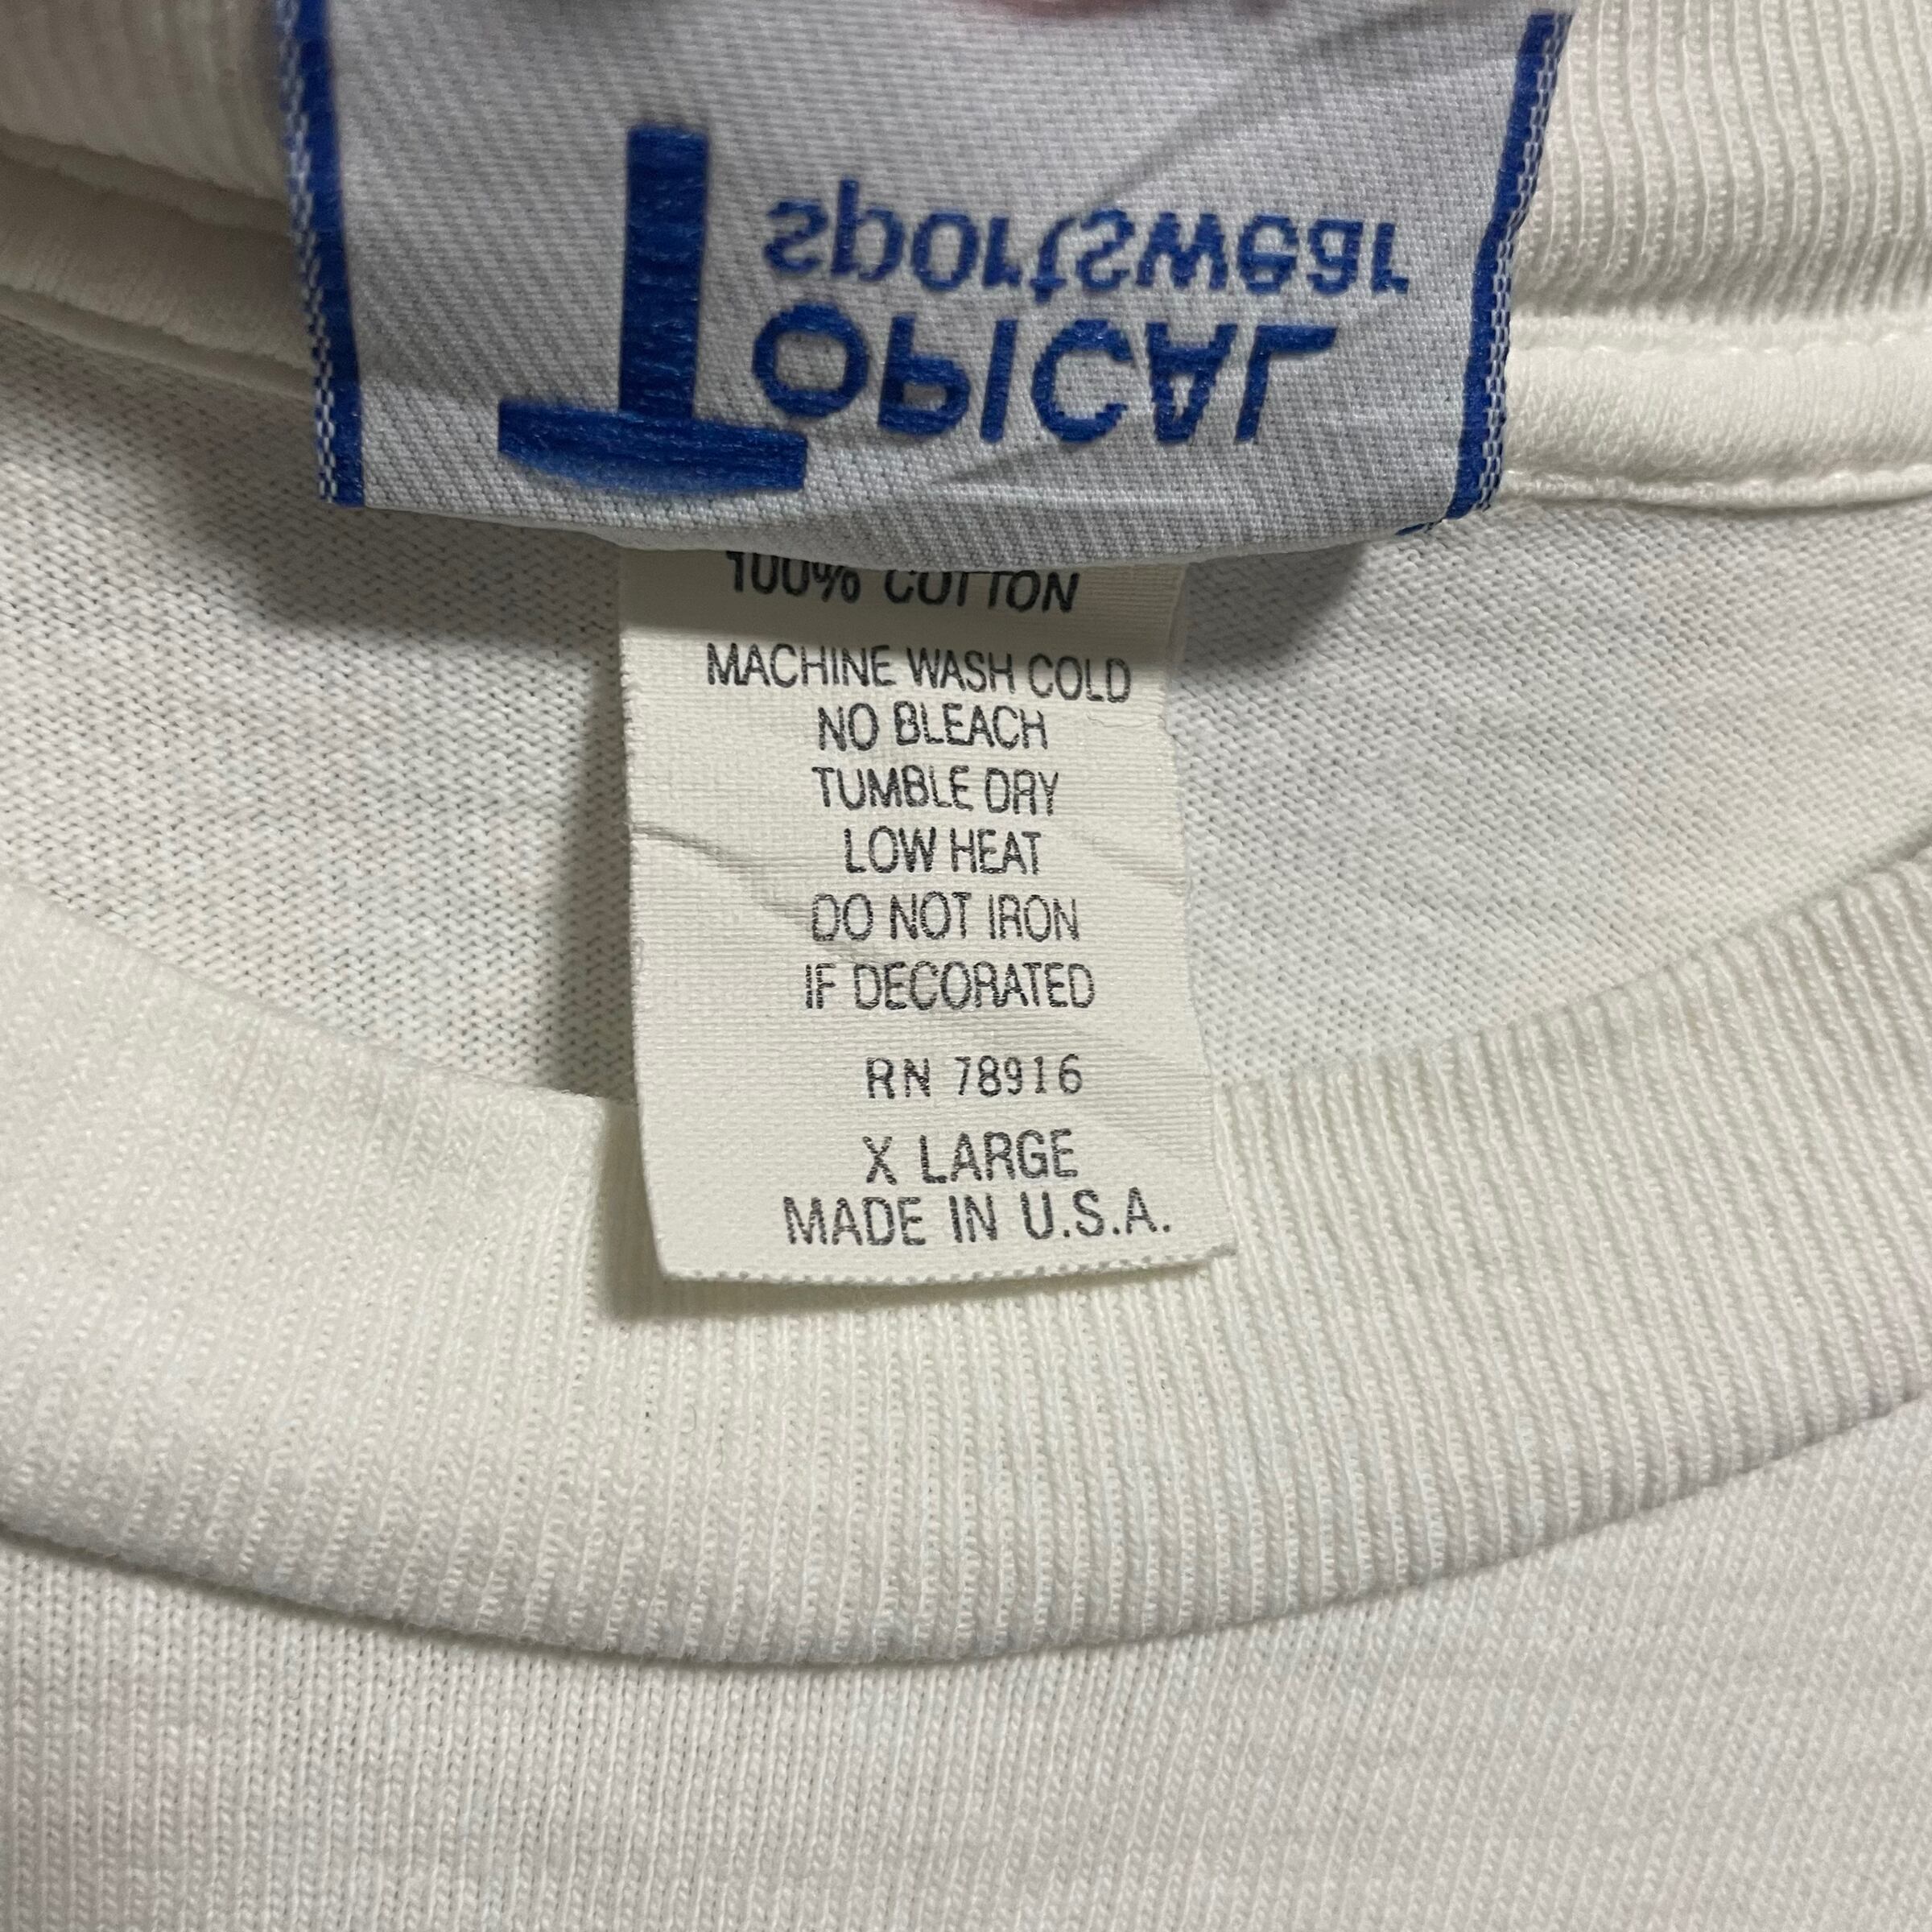 TOPICAL
sportswear
100% COTTON
MACHINE WASH COLD
NO BLEACH
TUMBLE DRY
LOW HEAT
DO NOT IRON
IF DECORATED
RN 78916
X LARGE
MADE IN U.S.A.